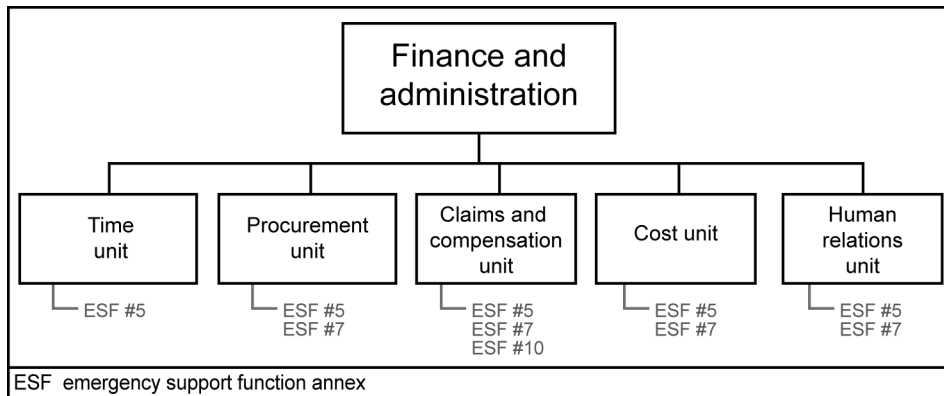 Finance and
administration
Time
unit
Procurement
unit
Claims and
compensation
unit
Cost unit
Human
relations
unit
ESF #5
ESF #5
ESF #7
ESF #5
ESF #7
ESF #10
ESF #5
ESF #7
ESF #5
ESF #7
ESF emergency support function annex